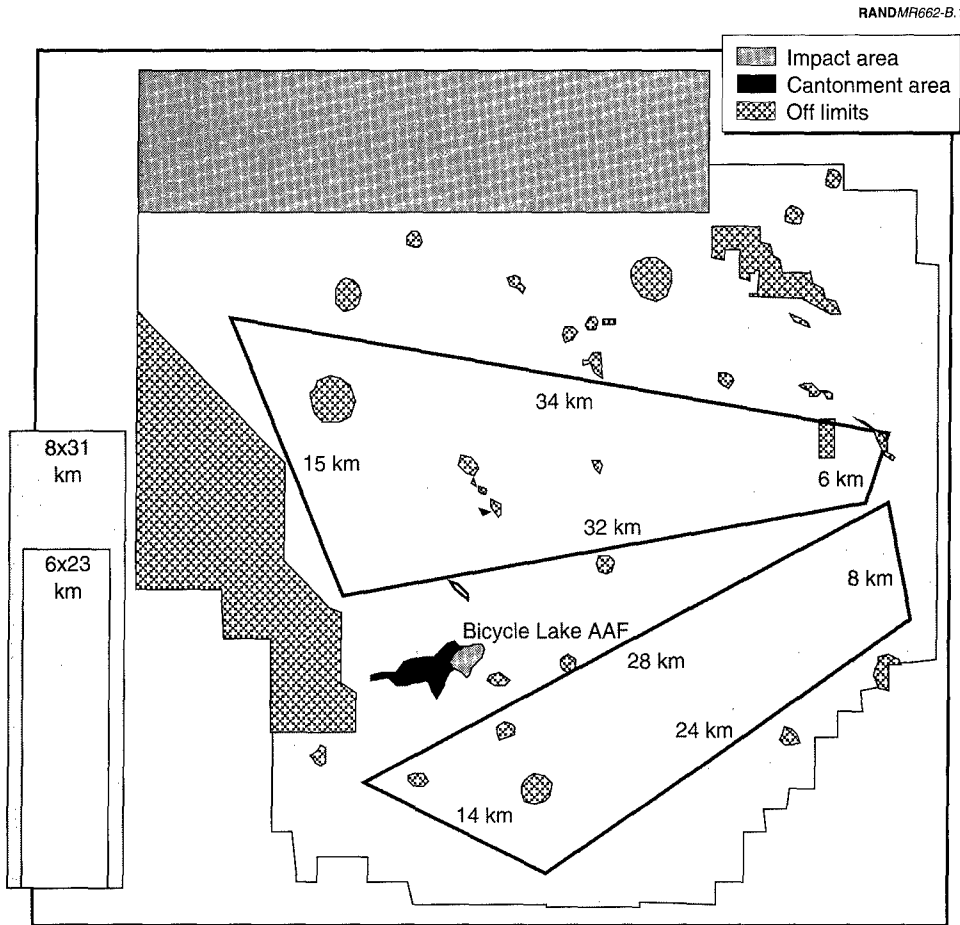 RANDMR662-B.1
Impact area
Cantonment area
Off limits
34 km
8x31
km
15 km
6 km
32 km
6x23
km
8 km
Bicycle Lake AAF
28 km
24 km
14 km